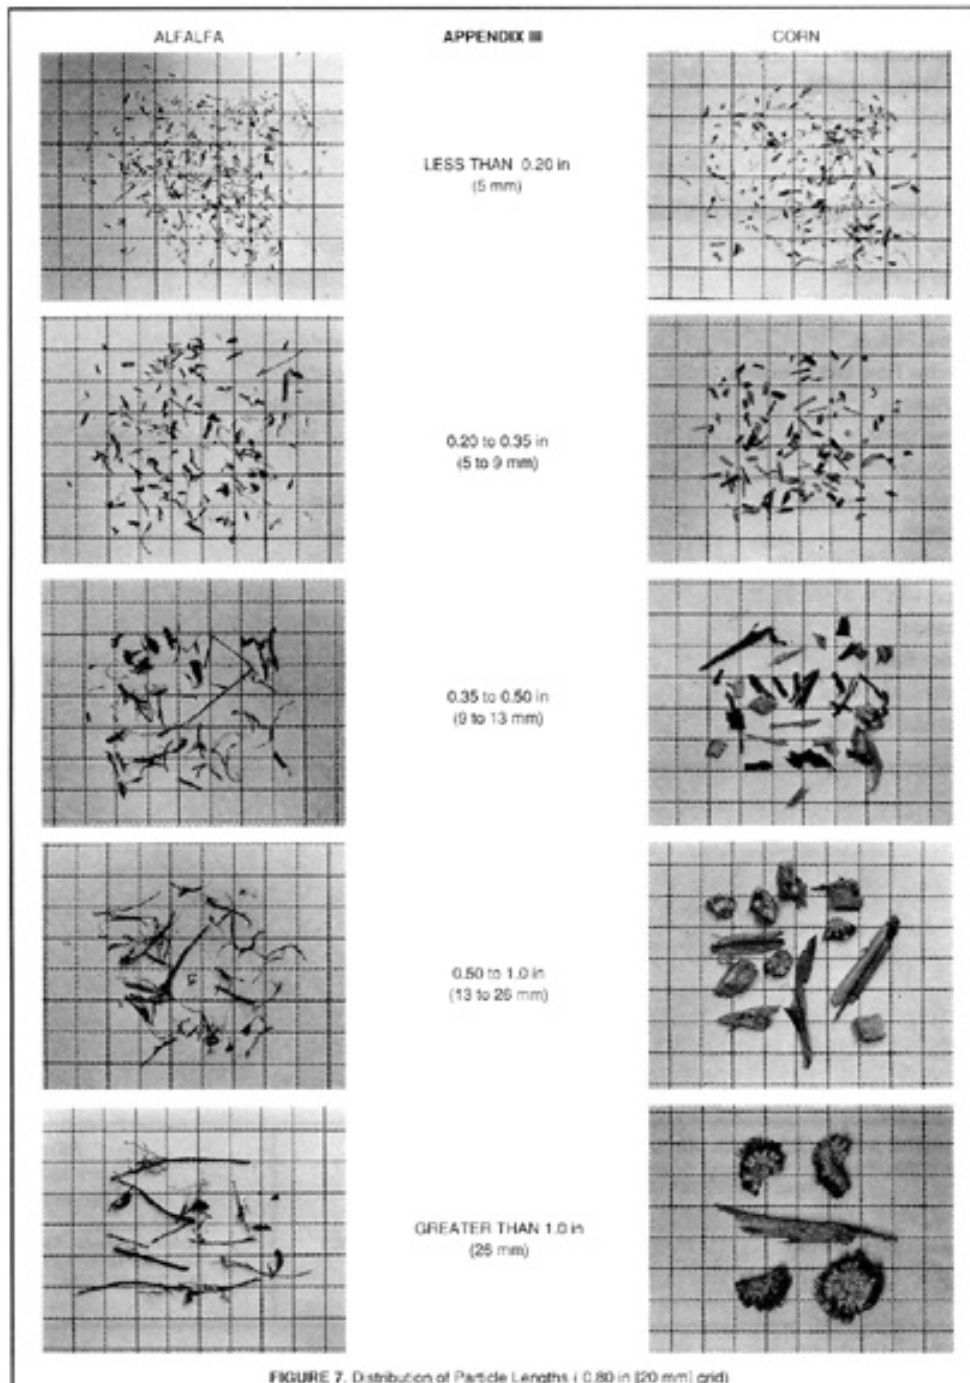 ALFALFA
APPENDIX III
CORN
LESS THAN 0.20 in
(5 mm)
0.20 to 0.35 in
(5 to 9 mm)
0.35 to 0.50 in
(9 to 13 mm)
0.50 to 1.0 in
(13 to 26 mm)
GREATER THAN 1.0 in
(26 mm)
FIGURE 7. Distribution of Particle Lengths ( 0.80 in [20 mm] grid)